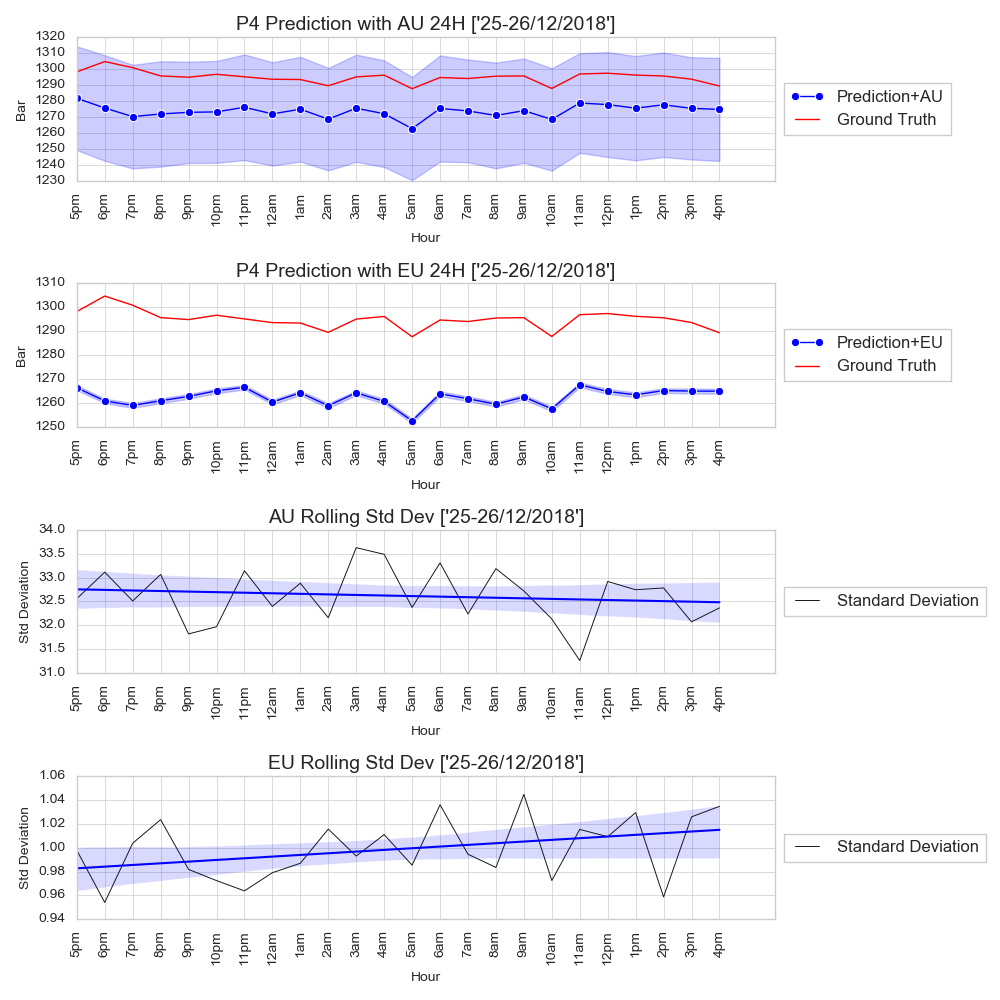 P4 Prediction with AU 24H ['25-26/12/2018']
1320
1310
1300
1290
1280
1270
1260
1250
1240
1230
Bar
5pm 6pm 7pm 8pm 9pm 10pm 11pm 12am 1am 2am 3am 4am 5am 6am 7am 8am 9am 10am 11am 12pm 1pm 2pm 3pm 4pm
Hour
Prediction+AU
Ground Truth
P4 Prediction with EU 24H ['25-26/12/2018']
1310
1300
1290
1280
1270
1260
1250
Bar
5pm 6pm 7pm 8pm 9pm 10pm 11pm 12am 1am 2am 3am 4am 5am 6am 7am 8am 9am 10am 11am 12pm 1pm 2pm 3pm 4pm
Hour
Prediction+EU
Ground Truth
AU Rolling Std Dev ['25-26/12/2018']
34.0
33.5
33.0
32.5
32.0
31.5
31.0
Std Deviation
5pm 6pm 7pm 8pm 9pm 10pm 11pm 12am 1am 2am 3am 4am 5am 6am 7am 8am 9am 10am 11am 12pm 1pm 2pm 3pm 4pm
Hour
Standard Deviation
EU Rolling Std Dev ['25-26/12/2018']
1.06
1.04
1.02
1.00
0.98
0.96
0.94
Std Deviation
5pm 6pm 7pm 8pm 9pm 10pm 11pm 12am 1am 2am 3am 4am 5am 6am 7am 8am 9am 10am 11am 12pm 1pm 2pm 3pm 4pm
Hour
Standard Deviation